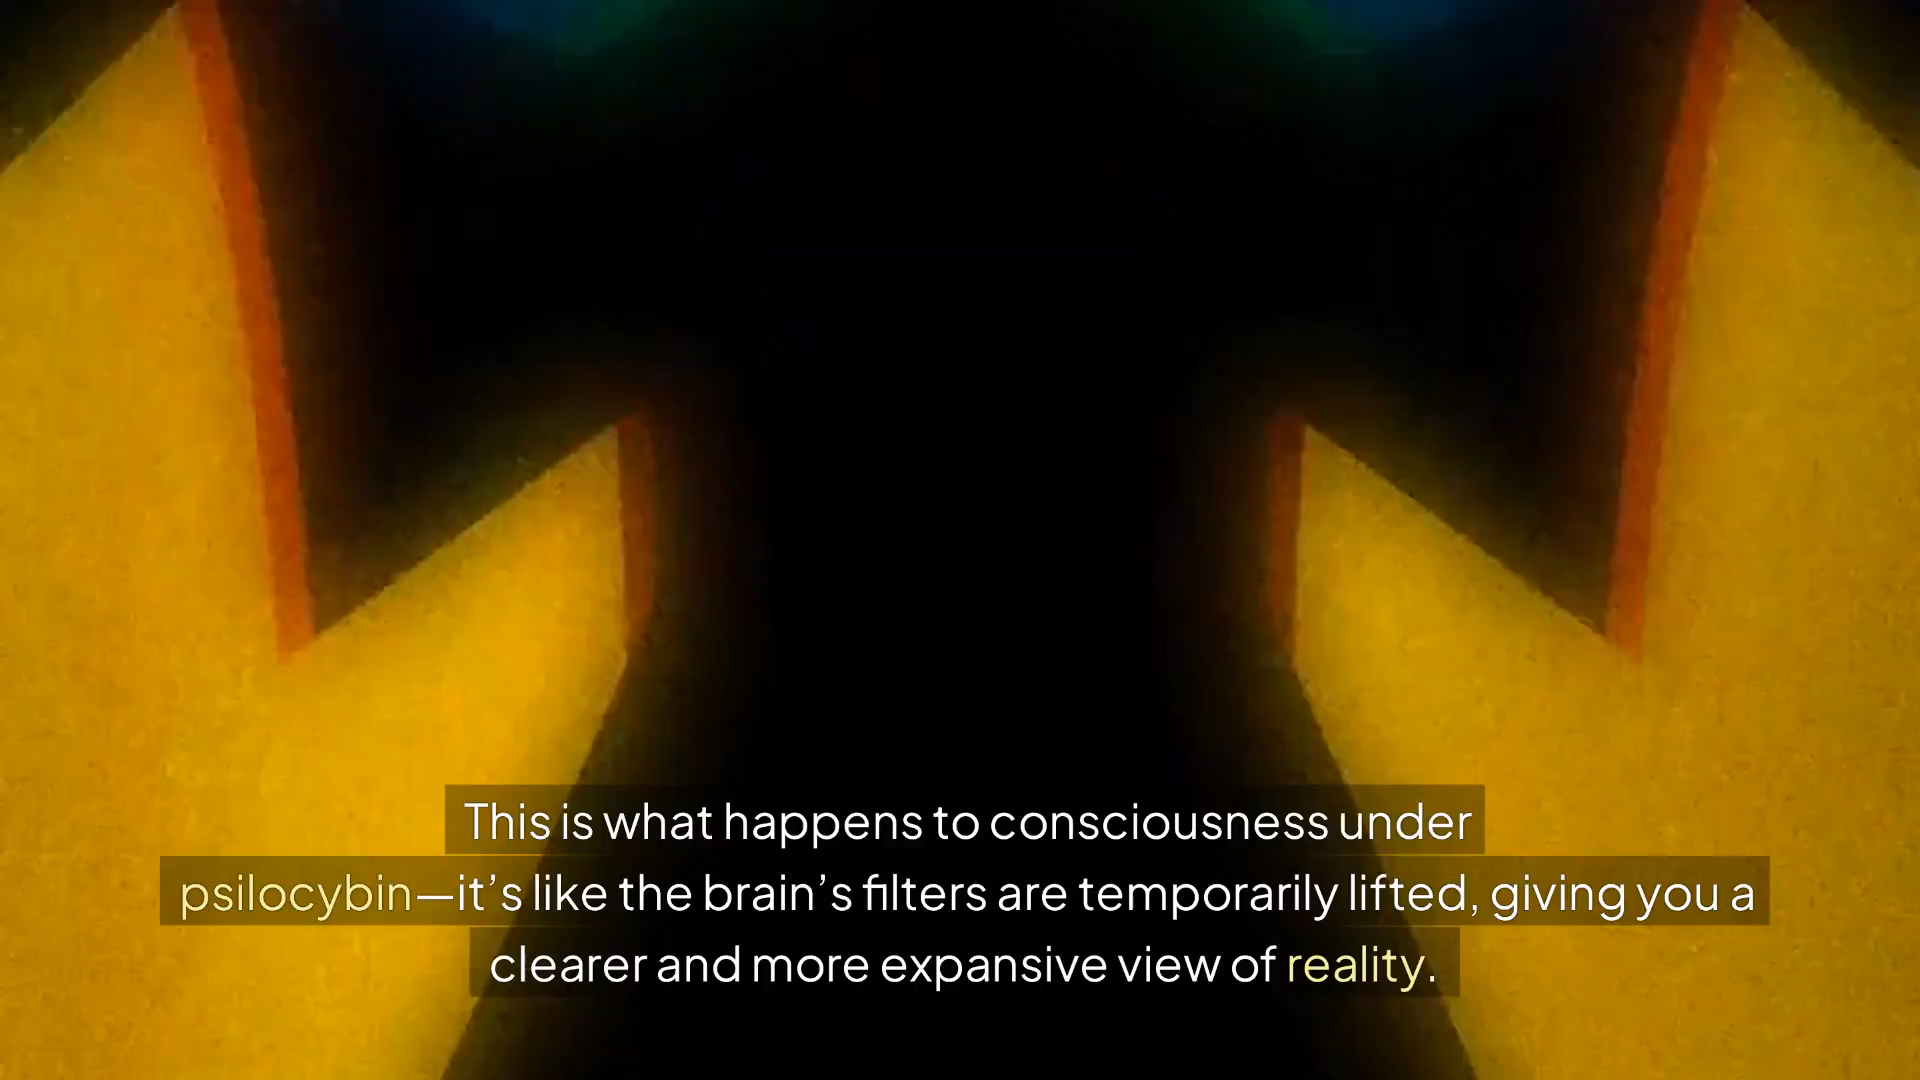 This is what happens to consciousness under
psilocybin—it’s like the brain’s filters are temporarily lifted, giving you a
clearer and more expansive view of reality.